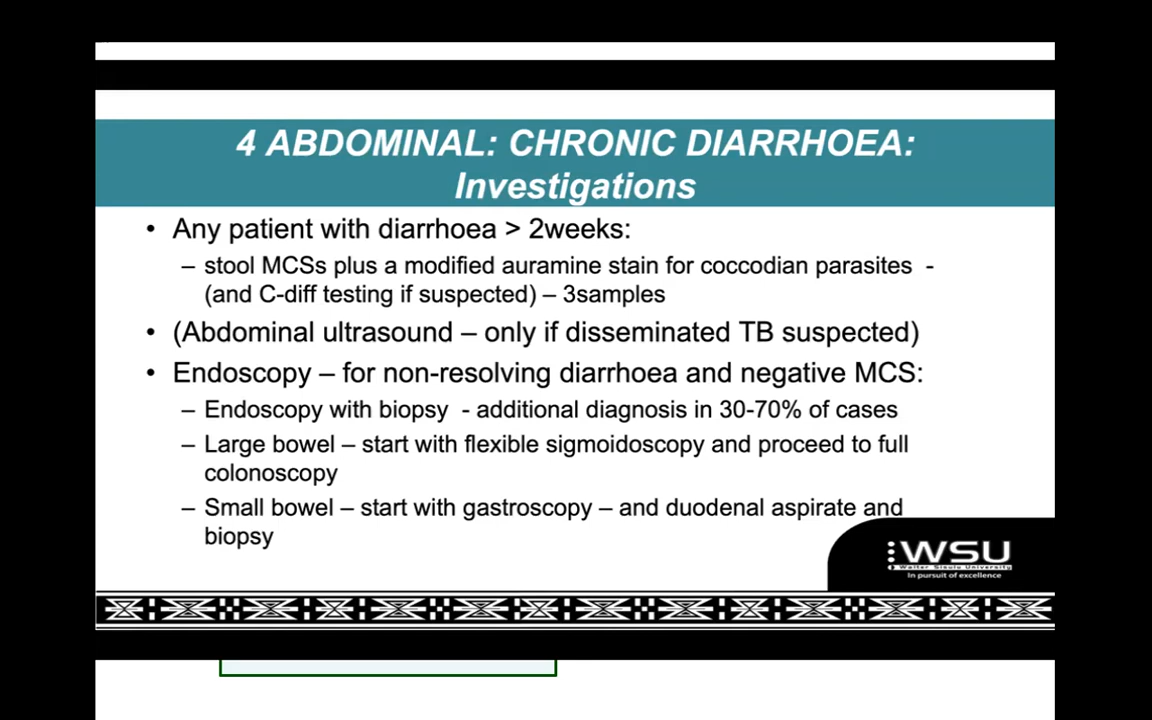 4 ABDOMINAL: CHRONIC DIARRHOEA:
Investigations
• Any patient with diarrhoea > 2weeks:
– stool MCSs plus a modified auramine stain for coccodian parasites -
(and C-diff testing if suspected) – 3samples
• (Abdominal ultrasound – only if disseminated TB suspected)
• Endoscopy – for non-resolving diarrhoea and negative MCS:
– Endoscopy with biopsy - additional diagnosis in 30-70% of cases
– Large bowel – start with flexible sigmoidoscopy and proceed to full
colonoscopy
– Small bowel – start with gastroscopy – and duodenal aspirate and
biopsy
WSU
Walter Sisulu University
In pursuit of excellence